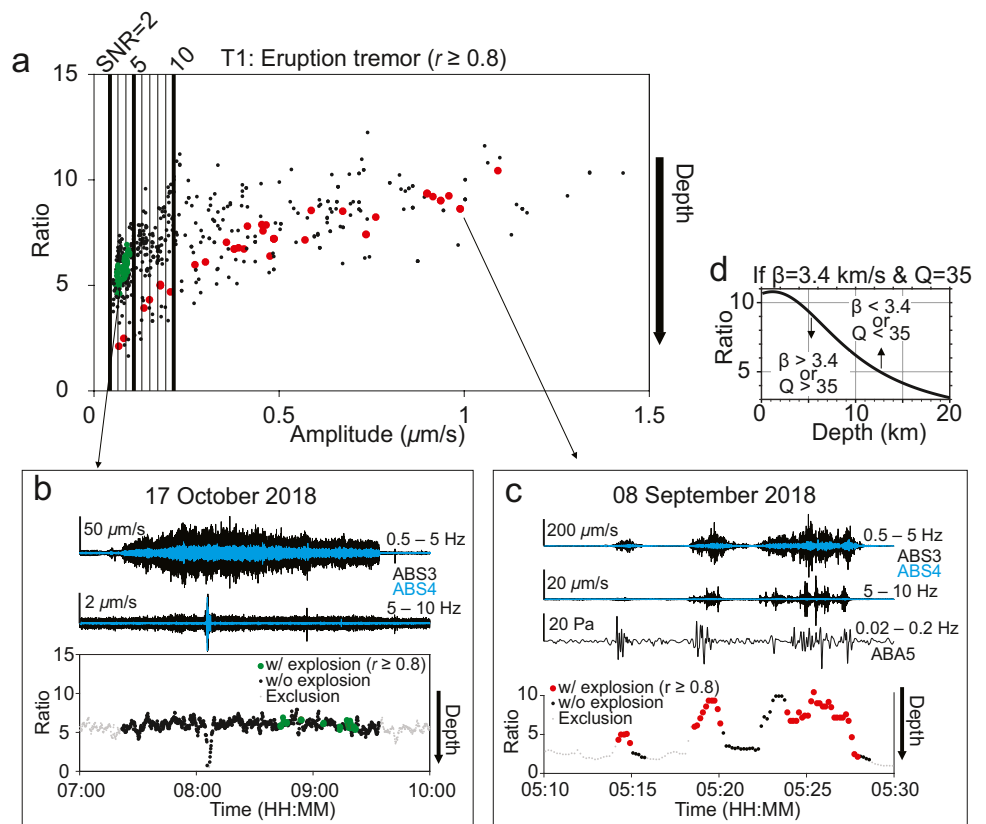 a
SNR=2
5
10
T1: Eruption tremor (r ≥ 0.8)
15
10
5
0
Ratio
0
0.5
1
1.5
Amplitude (μm/s)
Depth
d
If β=3.4 km/s & Q=35
10
5
Ratio
β < 3.4
or
Q < 35
β > 3.4
or
Q > 35
0
10
20
Depth (km)
b
17 October 2018
50 μm/s
0.5 – 5 Hz
ABS3
ABS4
2 μm/s
5 – 10 Hz
15
10
5
0
Ratio
w/ explosion (r ≥ 0.8)
w/o explosion
Exclusion
Depth
07:00
08:00
09:00
10:00
Time (HH:MM)
c
08 September 2018
200 μm/s
0.5 – 5 Hz
ABS3
ABS4
20 μm/s
5 – 10 Hz
20 Pa
0.02 – 0.2 Hz
ABA5
15
10
5
0
Ratio
w/ explosion (r ≥ 0.8)
w/o explosion
Exclusion
Depth
05:10
05:15
05:20
05:25
05:30
Time (HH:MM)